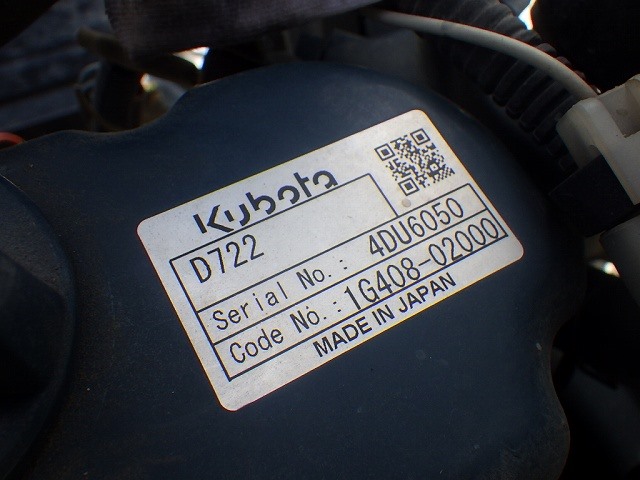 Kubota
D722
Serial No.: 4DU6050
Code No.: 1G408-02000
MADE IN JAPAN